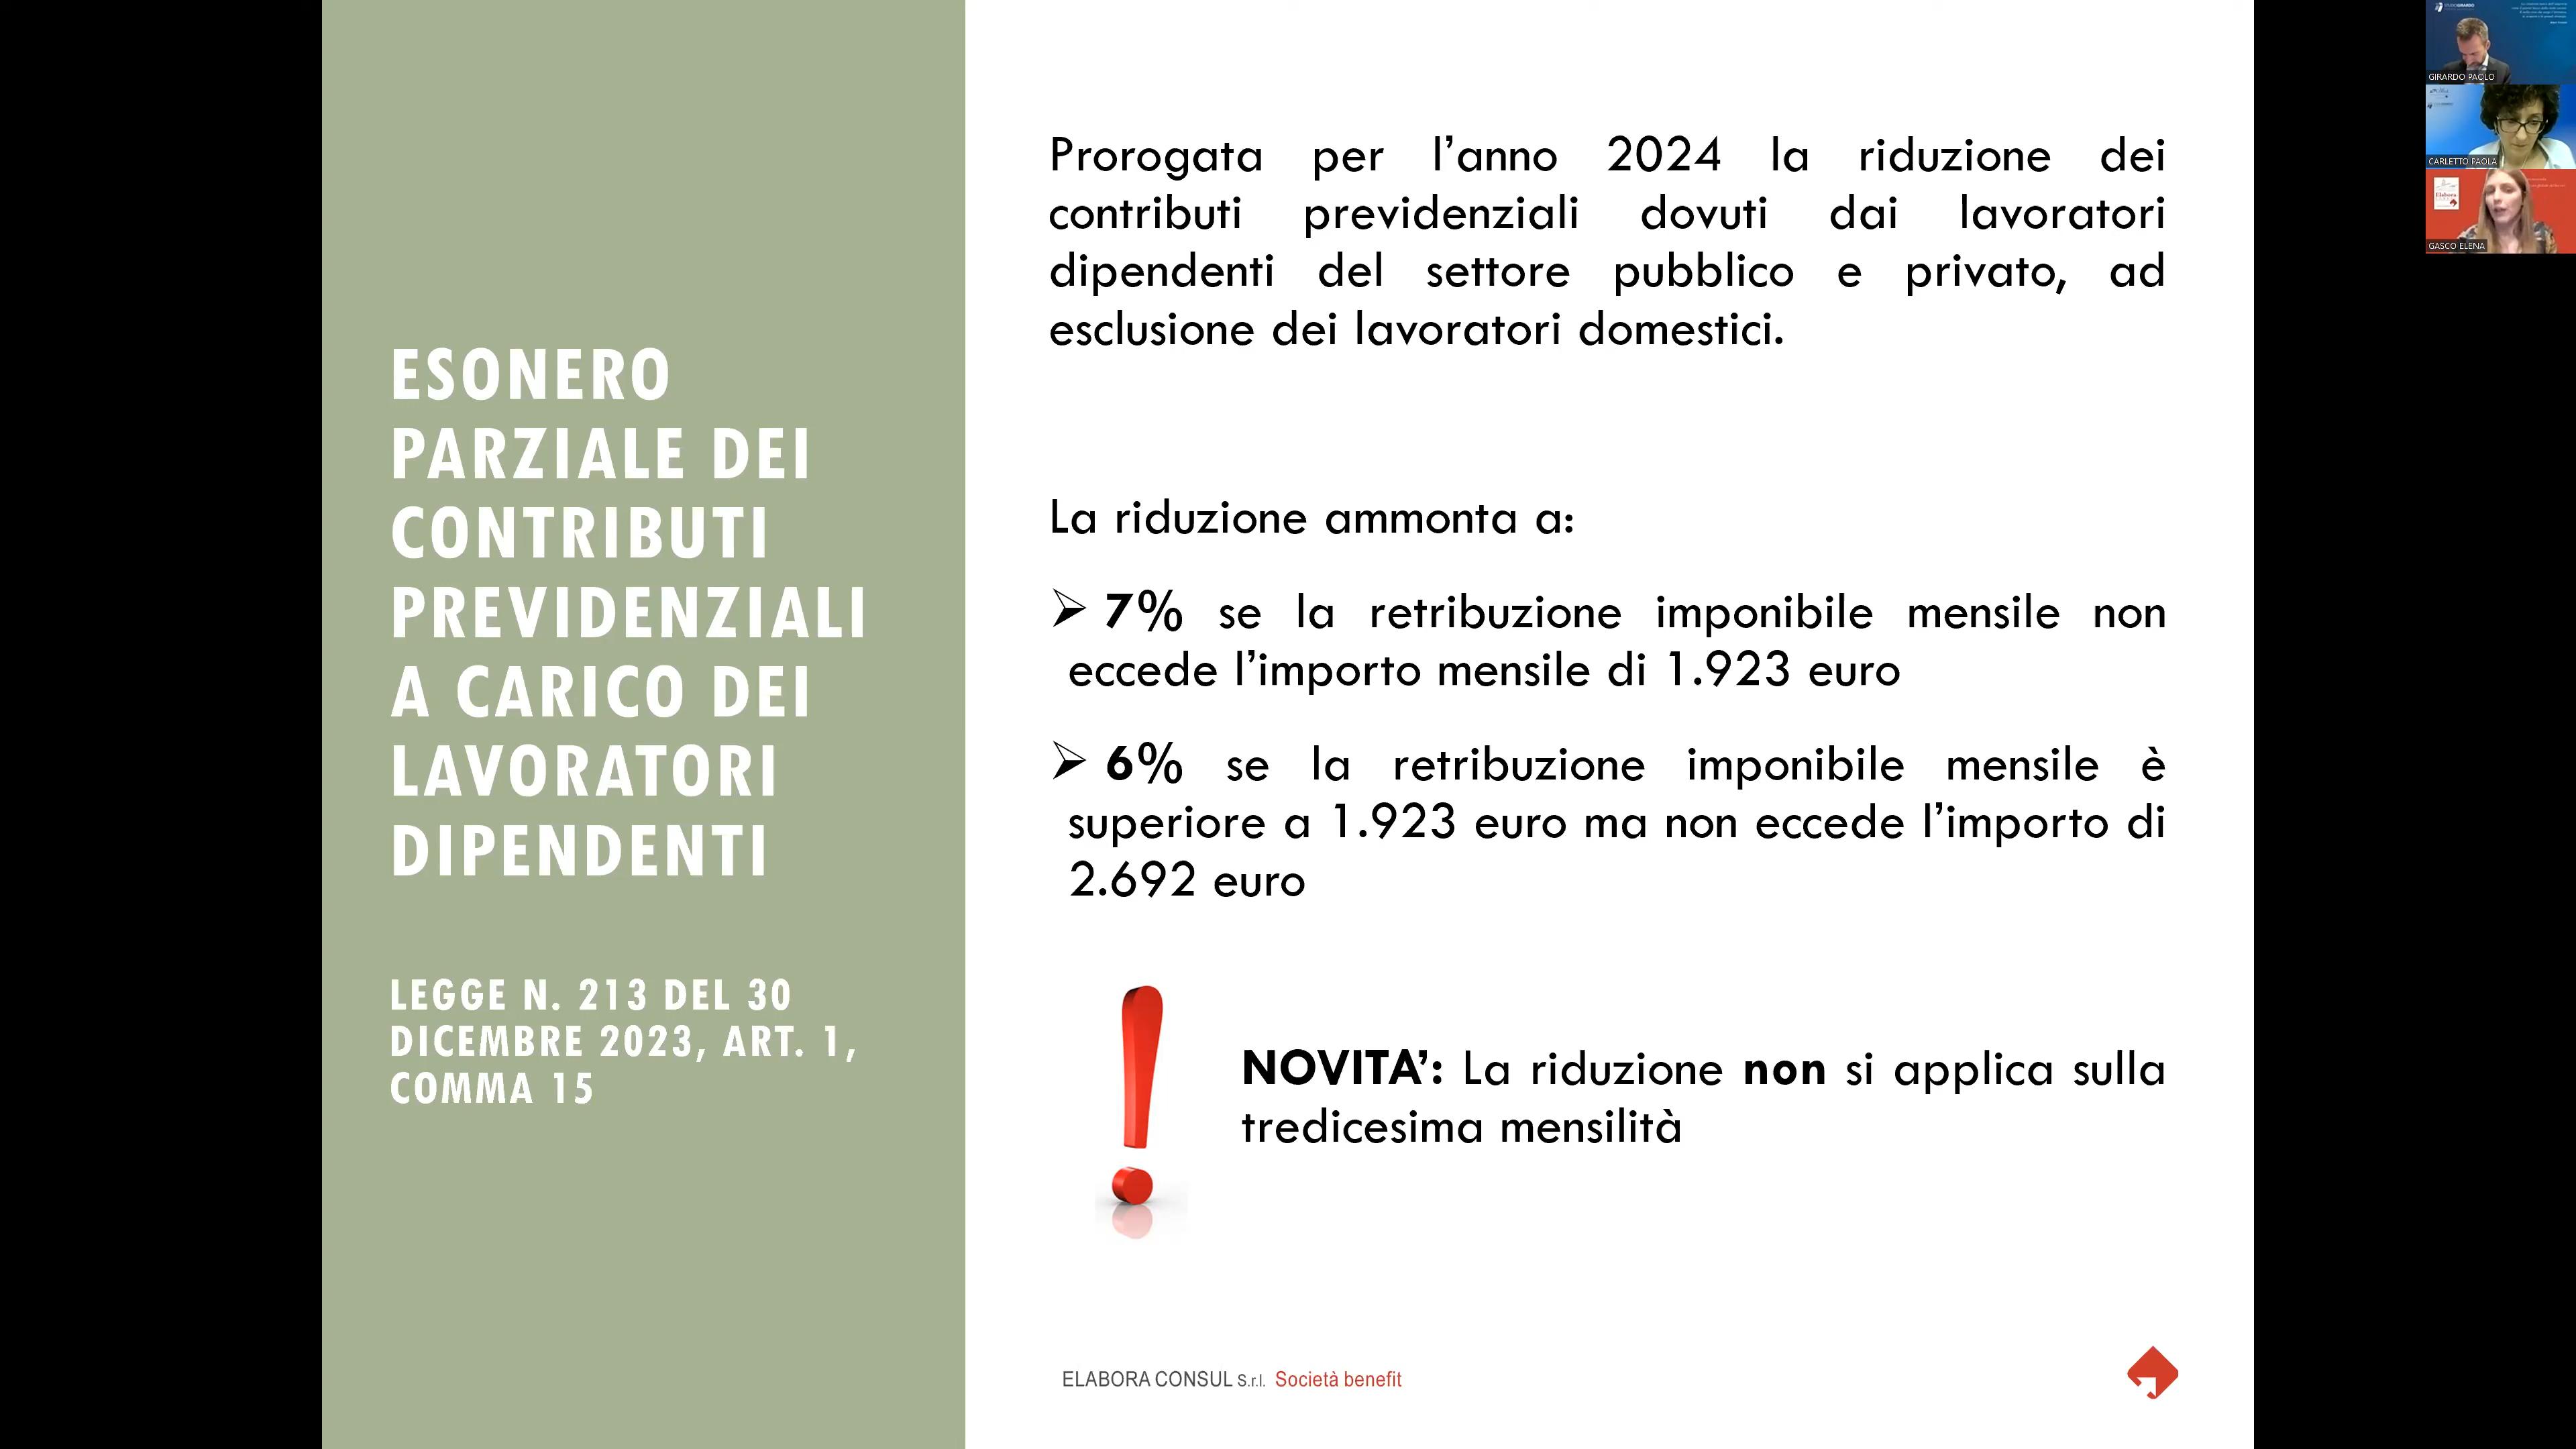 ESONERO
PARZIALE DEI
CONTRIBUTI
PREVIDENZIALI
A CARICO DEI
LAVORATORI
DIPENDENTI
LEGGE N. 213 DEL 30
DICEMBRE 2023, ART. 1,
COMMA 15
Prorogata per l’anno 2024 la riduzione dei
contributi previdenziali dovuti dai lavoratori
dipendenti del settore pubblico e privato, ad
esclusione dei lavoratori domestici.
La riduzione ammonta a:
➢ 7% se la retribuzione imponibile mensile non
eccede l’importo mensile di 1.923 euro
➢ 6% se la retribuzione imponibile mensile è
superiore a 1.923 euro ma non eccede l’importo di
2.692 euro
NOVITA’: La riduzione non si applica sulla
tredicesima mensilità
ELABORA CONSUL S.r.l. Società benefit
GIRARDO PAOLO
CARLETTO PAOLA
Elabora
GASCO ELENA